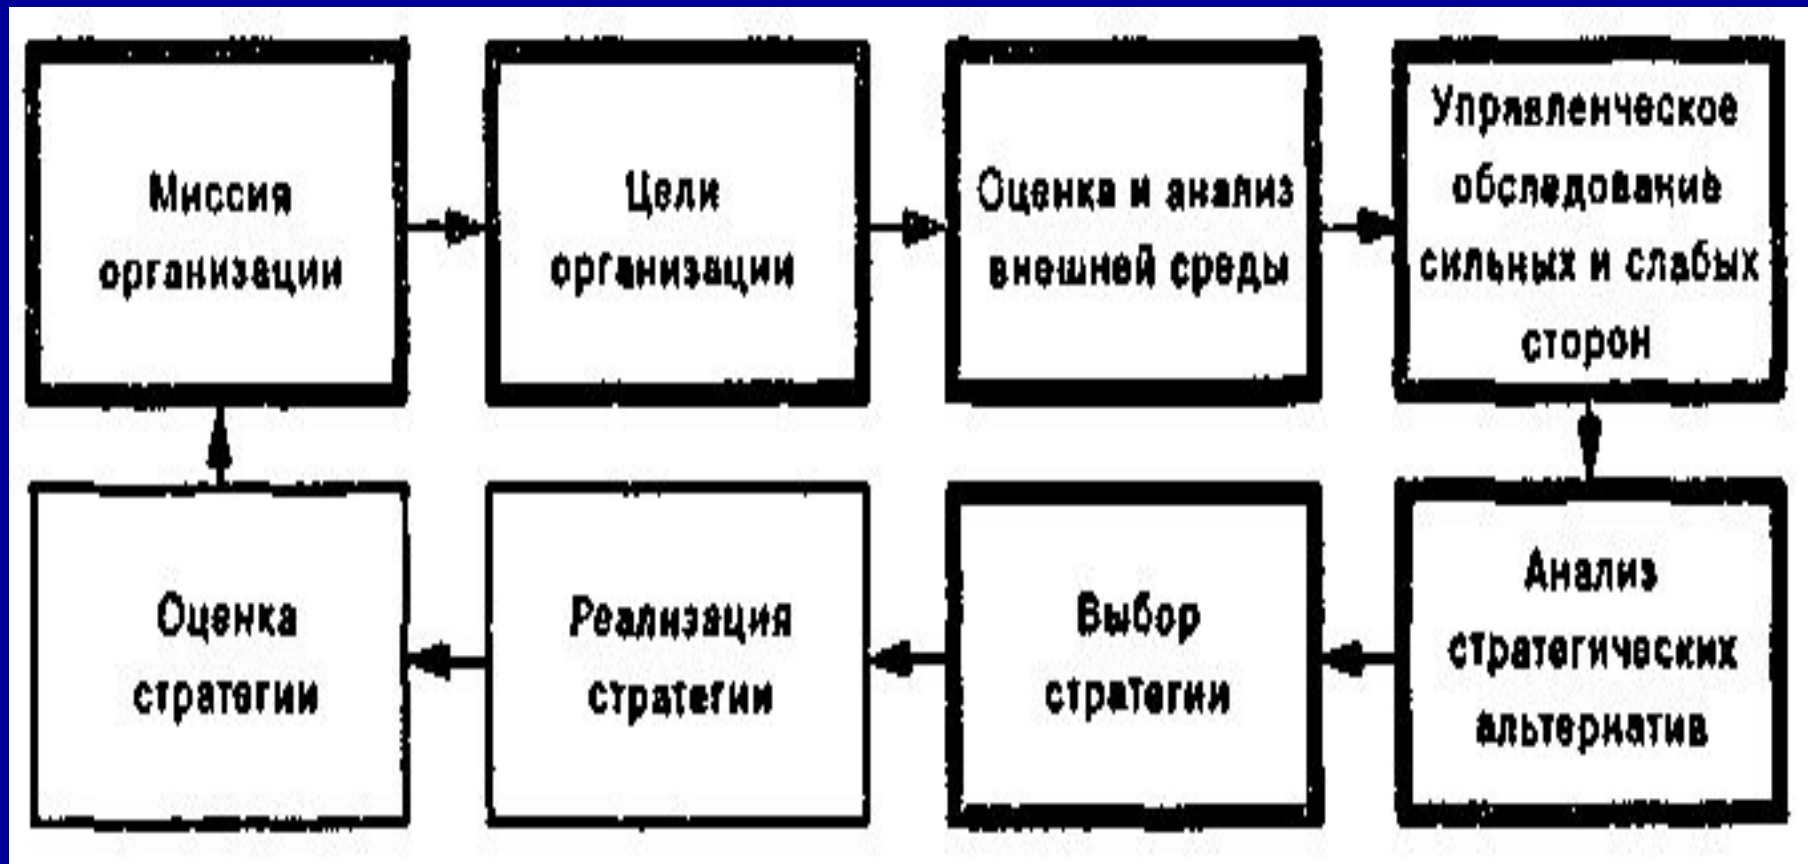 Миссия
организации
Цели
организации
Оценка и анализ
внешней среды
Управленческое
обследование
сильных и слабых
сторон
Анализ
стратегических
альтернатив
Выбор
стратегии
Реализация
стратегии
Оценка
стратегии